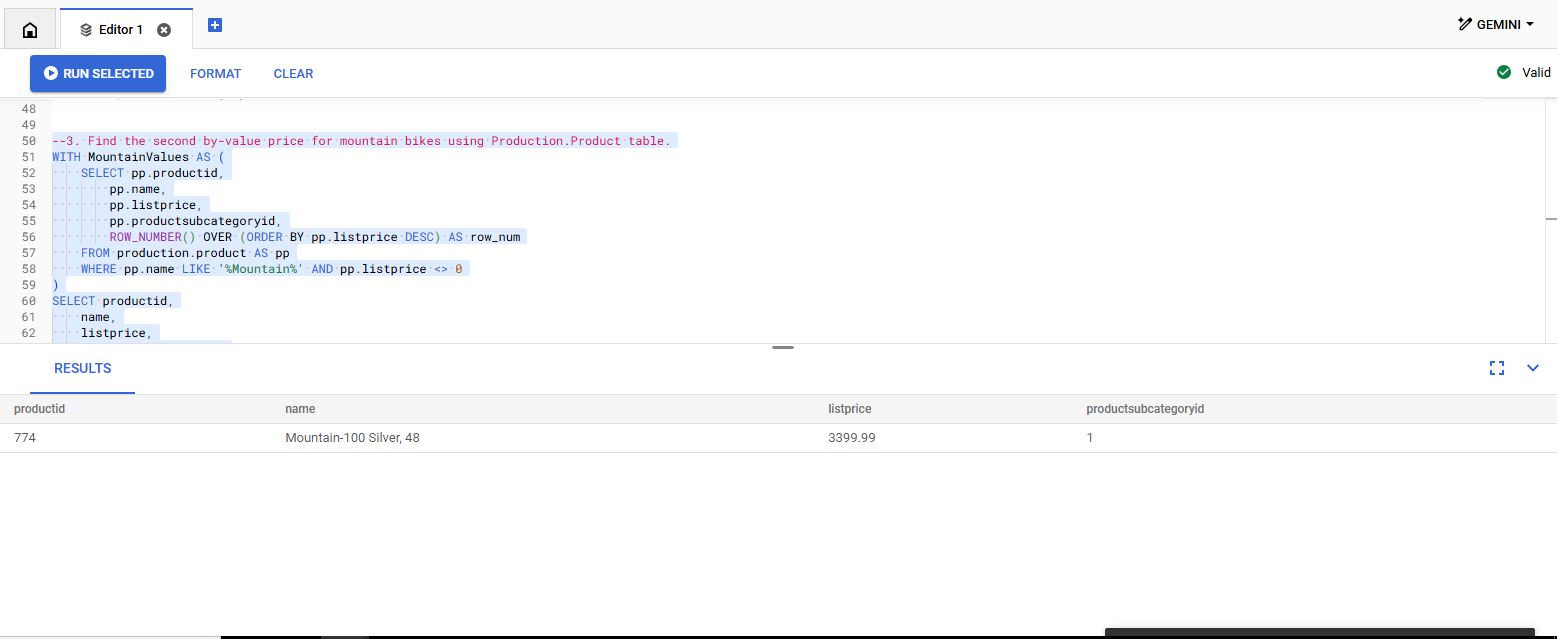 Editor 1
GEMINI
RUN SELECTED FORMAT CLEAR
Valid
48
49
50 --3. Find the second by-value price for mountain bikes using Production.Product table.
51 WITH MountainValues AS (
52 SELECT pp.productid,
53 pp.name,
54 pp.listprice,
55 pp.productsubcategoryid,
56 ROW_NUMBER() OVER (ORDER BY pp.listprice DESC) AS row_num
57 FROM production.product AS pp
58 WHERE pp.name LIKE '%Mountain%' AND pp.listprice <> 0
59 )
60 SELECT productid,
61 name,
62 listprice,
RESULTS
productid name listprice productsubcategoryid
774 Mountain-100 Silver, 48 3399.99 1